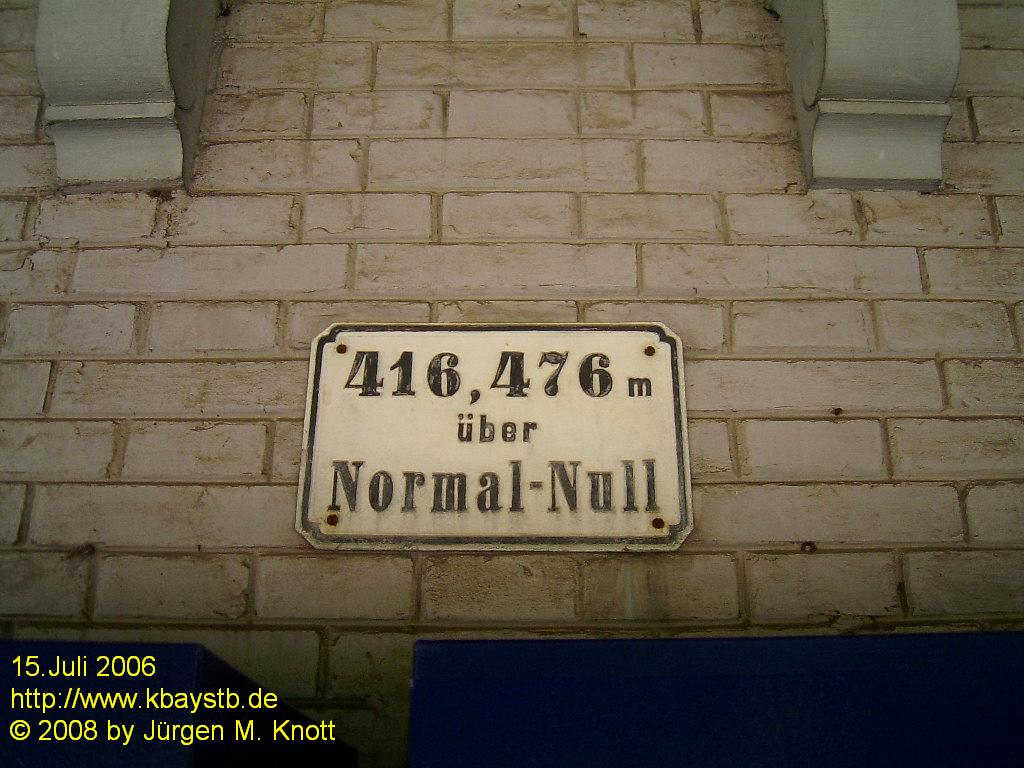 416,476 m
über
Normal-Null
15.Juli 2006
http://www.kbaystb.de
© 2008 by Jürgen M. Knott